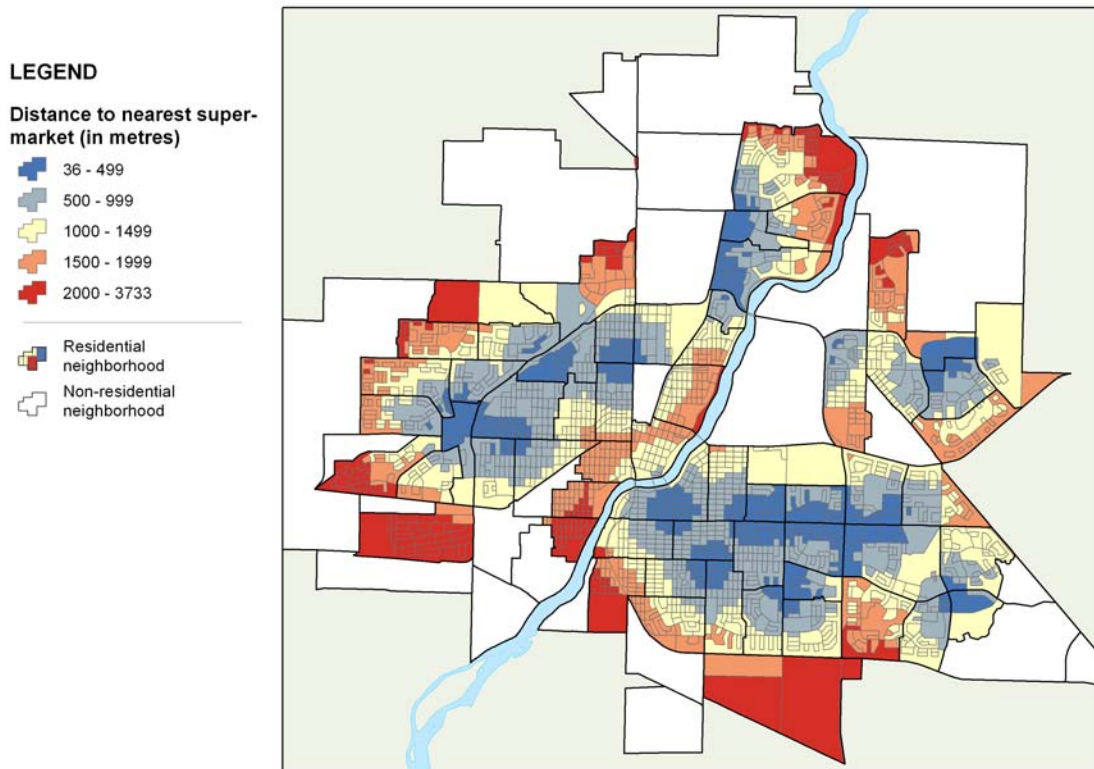 LEGEND
Distance to nearest super-
market (in metres)
36 - 499
500 - 999
1000 - 1499
1500 - 1999
2000 - 3733
Residential
neighborhood
Non-residential
neighborhood